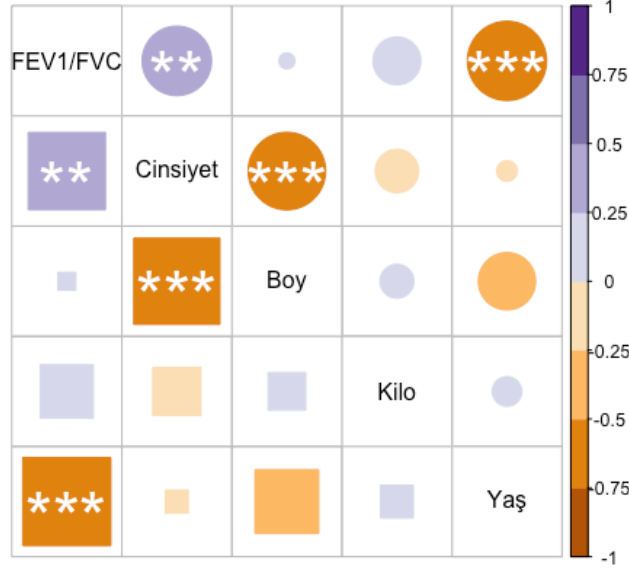 FEV1/FVC ** ***
** Cinsiyet ***
*** Boy
Kilo
*** Yaş
1
0.75
0.5
0.25
0
-0.25
-0.5
-0.75
-1